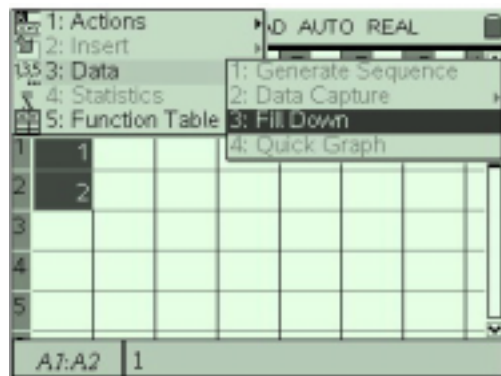 1: Actions
AD AUTO REAL
2: Insert
3: Data
1: Generate Sequence
4: Statistics
2: Data Capture
5: Function Table
3: Fill Down
4: Quick Graph
1 1
2 2
3
4
5
A1:A2 1